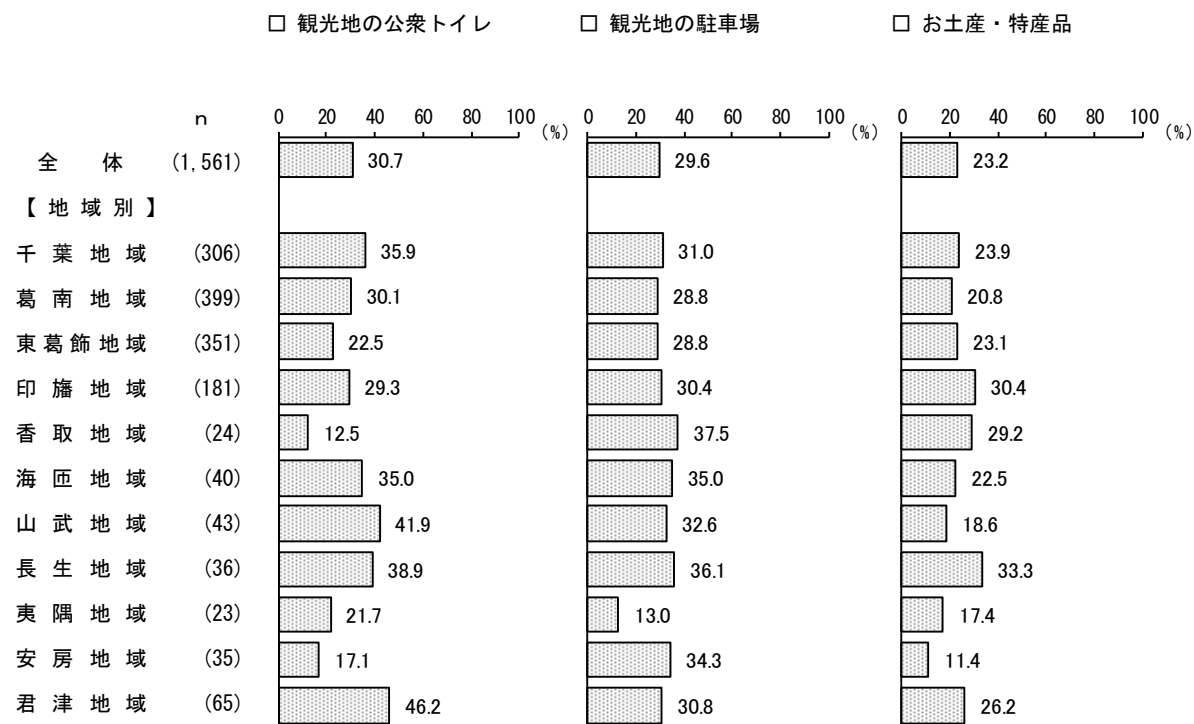 □ 観光地の公衆トイレ □ 観光地の駐車場 □ お土産・特産品
n 0 20 40 60 80 100 (%) 0 20 40 60 80 100 (%) 0 20 40 60 80 100 (%)
全体 (1,561) 30.7 29.6 23.2
【地域別】
千葉地域 (306) 35.9 31.0 23.9
葛南地域 (399) 30.1 28.8 20.8
東葛飾地域 (351) 22.5 28.8 23.1
印旛地域 (181) 29.3 30.4 30.4
香取地域 (24) 12.5 37.5 29.2
海匝地域 (40) 35.0 35.0 22.5
山武地域 (43) 41.9 32.6 18.6
長生地域 (36) 38.9 36.1 33.3
夷隅地域 (23) 21.7 13.0 17.4
安房地域 (35) 17.1 34.3 11.4
君津地域 (65) 46.2 30.8 26.2